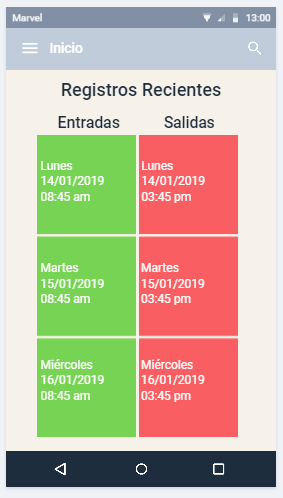 Marvel 13:00
Inicio
Registros Recientes
Entradas Salidas
Lunes
14/01/2019
08:45 am
Lunes
14/01/2019
03:45 pm
Martes
15/01/2019
08:45 am
Martes
15/01/2019
03:45 pm
Miércoles
16/01/2019
08:45 am
Miércoles
16/01/2019
03:45 pm